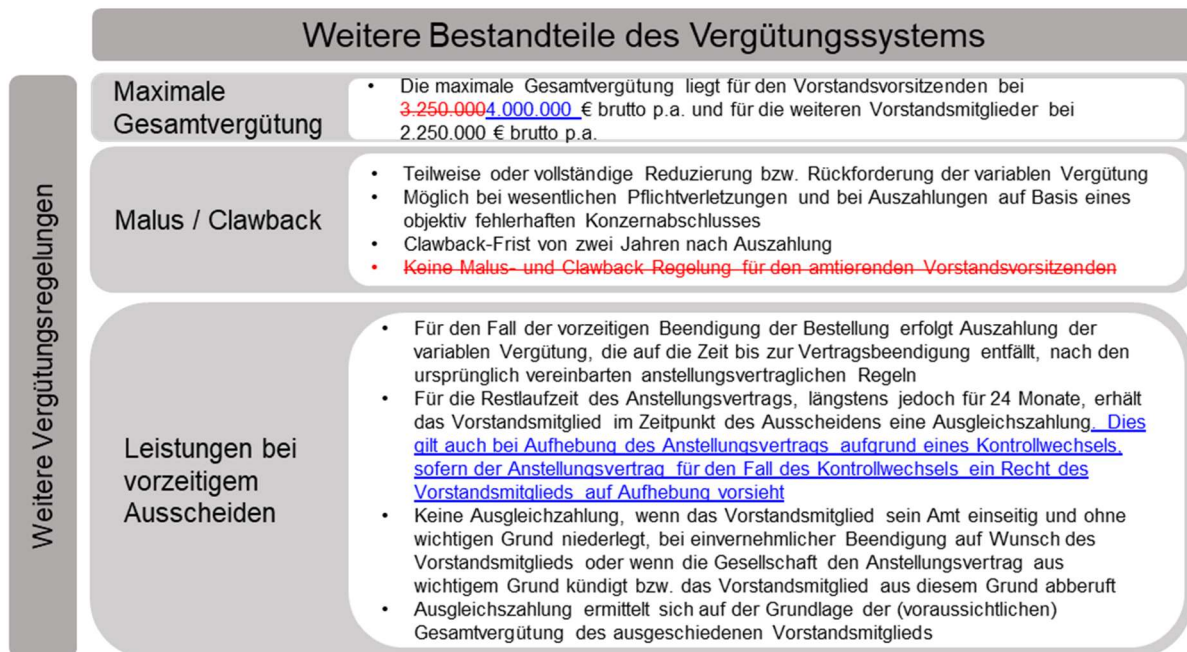 Weitere Bestandteile des Vergütungssystems
Weitere Vergütungsregelungen
Maximale
Gesamtvergütung
• Die maximale Gesamtvergütung liegt für den Vorstandsvorsitzenden bei
3.250.0004.000.000 € brutto p.a. und für die weiteren Vorstandsmitglieder bei
2.250.000 € brutto p.a.
Malus / Clawback
• Teilweise oder vollständige Reduzierung bzw. Rückforderung der variablen Vergütung
• Möglich bei wesentlichen Pflichtverletzungen und bei Auszahlungen auf Basis eines
objektiv fehlerhaften Konzernabschlusses
• Clawback-Frist von zwei Jahren nach Auszahlung
• Keine Malus- und Clawback Regelung für den amtierenden Vorstandsvorsitzenden
Leistungen bei
vorzeitigem
Ausscheiden
• Für den Fall der vorzeitigen Beendigung der Bestellung erfolgt Auszahlung der
variablen Vergütung, die auf die Zeit bis zur Vertragsbeendigung entfällt, nach den
ursprünglich vereinbarten anstellungsvertraglichen Regeln
• Für die Restlaufzeit des Anstellungsvertrags, längstens jedoch für 24 Monate, erhält
das Vorstandsmitglied im Zeitpunkt des Ausscheidens eine Ausgleichszahlung. Dies
gilt auch bei Aufhebung des Anstellungsvertrags aufgrund eines Kontrollwechsels,
sofern der Anstellungsvertrag für den Fall des Kontrollwechsels ein Recht des
Vorstandsmitglieds auf Aufhebung vorsieht
• Keine Ausgleichzahlung, wenn das Vorstandsmitglied sein Amt einseitig und ohne
wichtigen Grund niederlegt, bei einvernehmlicher Beendigung auf Wunsch des
Vorstandsmitglieds oder wenn die Gesellschaft den Anstellungsvertrag aus
wichtigem Grund kündigt bzw. das Vorstandsmitglied aus diesem Grund abberuft
• Ausgleichszahlung ermittelt sich auf der Grundlage der (voraussichtlichen)
Gesamtvergütung des ausgeschiedenen Vorstandsmitglieds